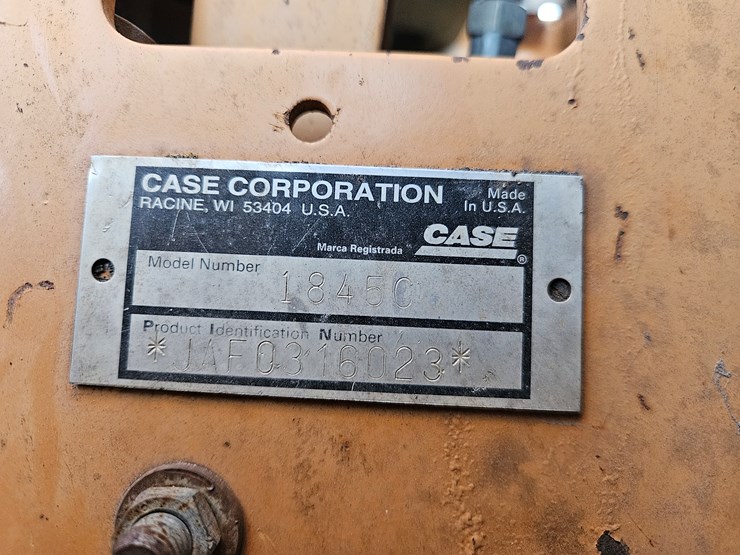 CASE CORPORATION
RACINE, WI 53404 U.S.A.
Made
In U.S.A.
Marca Registrada
CASE®
Model Number
1845C
Product Identification Number
*JAF0316023*